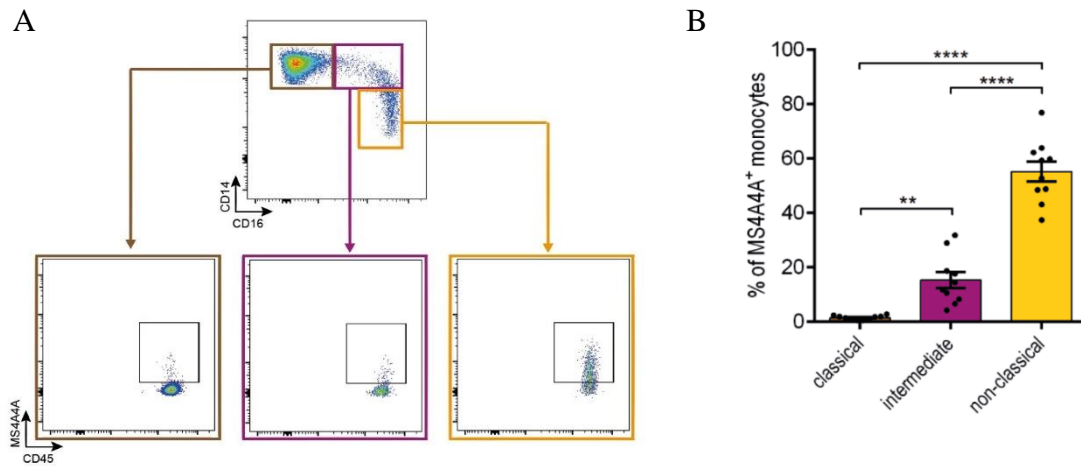 A
CD14
CD16
MS4A4A
CD45
B
% of MS4A4A⁺ monocytes
100
80
60
40
20
0
****
****
**
classical
intermediate
non-classical